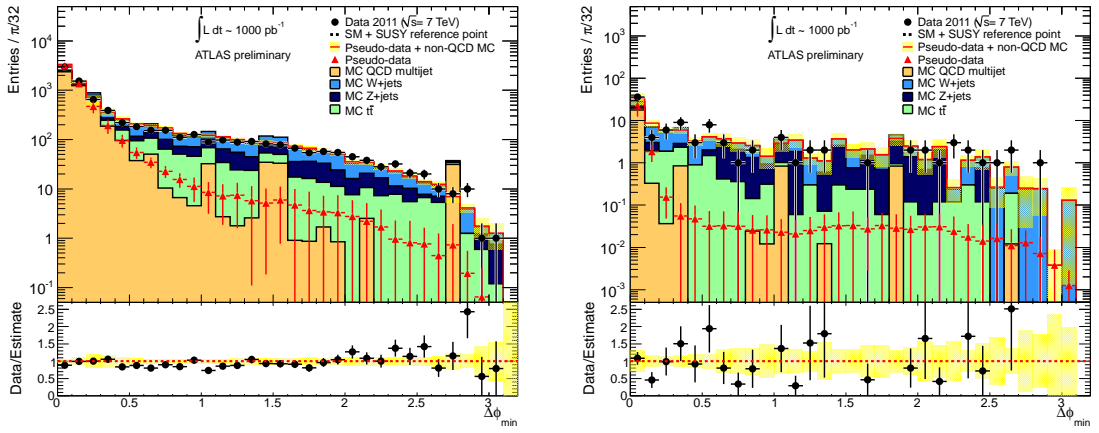 Entries / π/32
10⁴
10³
10²
10
1
10⁻¹
∫L dt ~ 1000 pb⁻¹
ATLAS preliminary
Data 2011 (√s= 7 TeV)
SM + SUSY reference point
Pseudo-data + non-QCD MC
Pseudo-data
MC QCD multijet
MC W+jets
MC Z+jets
MC tt̄
Data/Estimate
2.5
2
1.5
1
0.5
0
0 0.5 1 1.5 2 2.5 3
Δϕmin
Entries / π/32
10³
10²
10
1
10⁻¹
10⁻²
10⁻³
∫L dt ~ 1000 pb⁻¹
ATLAS preliminary
Data 2011 (√s= 7 TeV)
SM + SUSY reference point
Pseudo-data + non-QCD MC
Pseudo-data
MC QCD multijet
MC W+jets
MC Z+jets
MC tt̄
Data/Estimate
2.5
2
1.5
1
0.5
0
0 0.5 1 1.5 2 2.5 3
Δϕmin